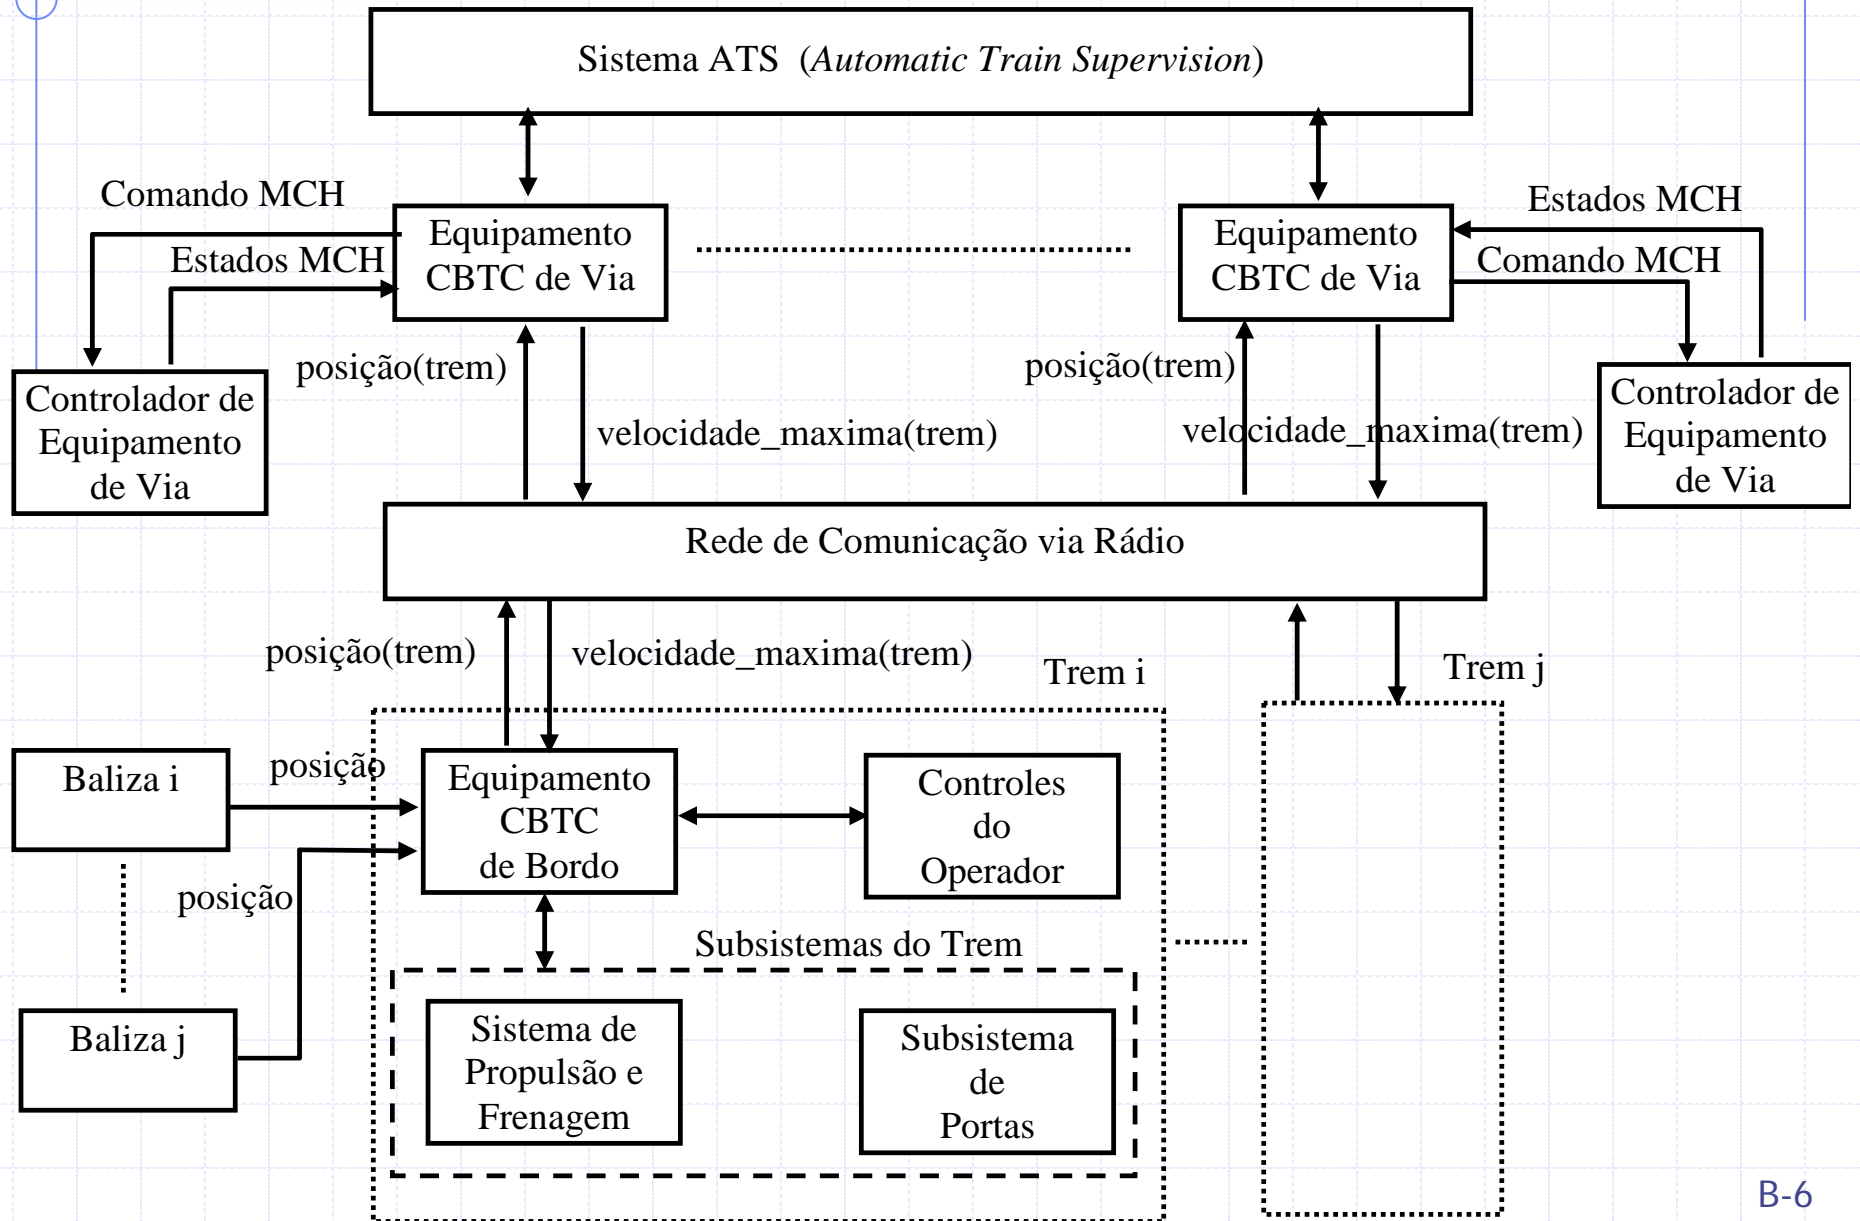 Sistema ATS (Automatic Train Supervision)
Comando MCH
Estados MCH
Equipamento
CBTC de Via
Equipamento
CBTC de Via
Estados MCH
Comando MCH
Controlador de
Equipamento
de Via
posição(trem)
velocidade_maxima(trem)
posição(trem)
velocidade_maxima(trem)
Controlador de
Equipamento
de Via
Rede de Comunicação via Rádio
posição(trem)
velocidade_maxima(trem)
Trem i
Trem j
Baliza i
posição
Equipamento
CBTC
de Bordo
Controles
do
Operador
posição
Subsistemas do Trem
Baliza j
Sistema de
Propulsão e
Frenagem
Subsistema
de
Portas
B-6